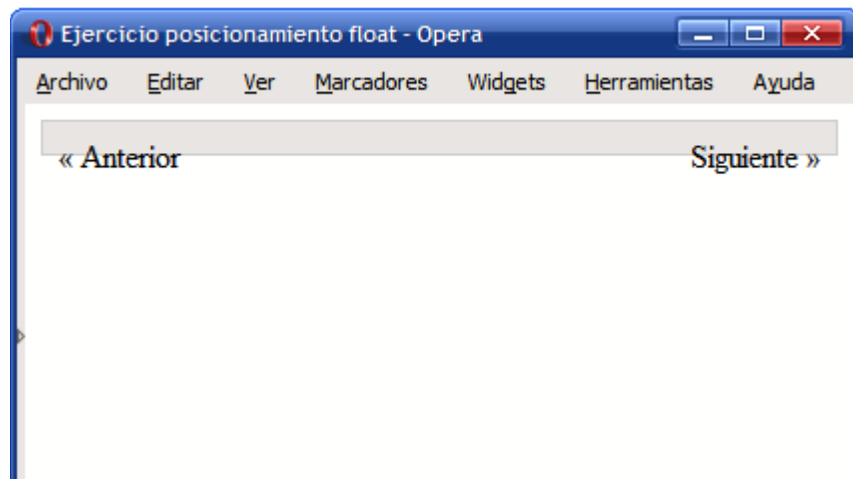 Ejercicio posicionamiento float - Opera
Archivo Editar Ver Marcadores Widgets Herramientas Ayuda
« Anterior Siguiente »